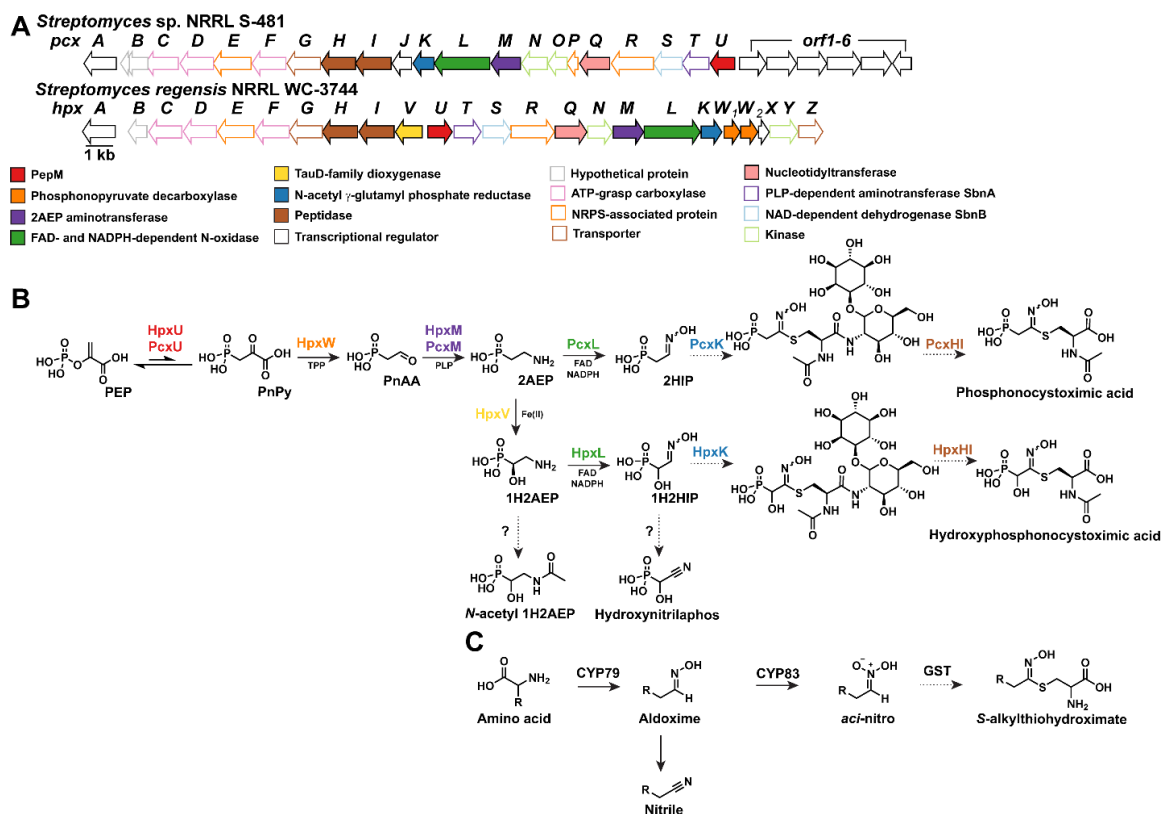 A
Streptomyces sp. NRRL S-481
pcx A B C D E F G H I J K L M N O P Q R S T U orf1-6
Streptomyces regensis NRRL WC-3744
hpx A B C D E F G H I V U T S R Q N M L K W1 W2 X Y Z
1 kb
PepM
Phosphonopyruvate decarboxylase
2AEP aminotransferase
FAD- and NADPH-dependent N-oxidase
TauD-family dioxygenase
N-acetyl γ-glutamyl phosphate reductase
Peptidase
Transcriptional regulator
Hypothetical protein
ATP-grasp carboxylase
NRPS-associated protein
Transporter
Nucleotidyltransferase
PLP-dependent aminotransferase SbnA
NAD-dependent dehydrogenase SbnB
Kinase
B
HpxU
PcxU
HpxW
TPP
HpxM
PcxM
PLP
PcxL
FAD
NADPH
PcxK
PcxHI
PEP
PnPy
PnAA
2AEP
2HIP
Phosphonocystoximic acid
HpxV Fe(II)
HpxL
FAD
NADPH
HpxK
HpxHI
1H2AEP
1H2HIP
Hydroxyphosphonocystoximic acid
?
?
N-acetyl 1H2AEP
Hydroxynitrilaphos
C
CYP79
CYP83
GST
Amino acid
Aldoxime
aci-nitro
S-alkylthiohydroximate
Nitrile